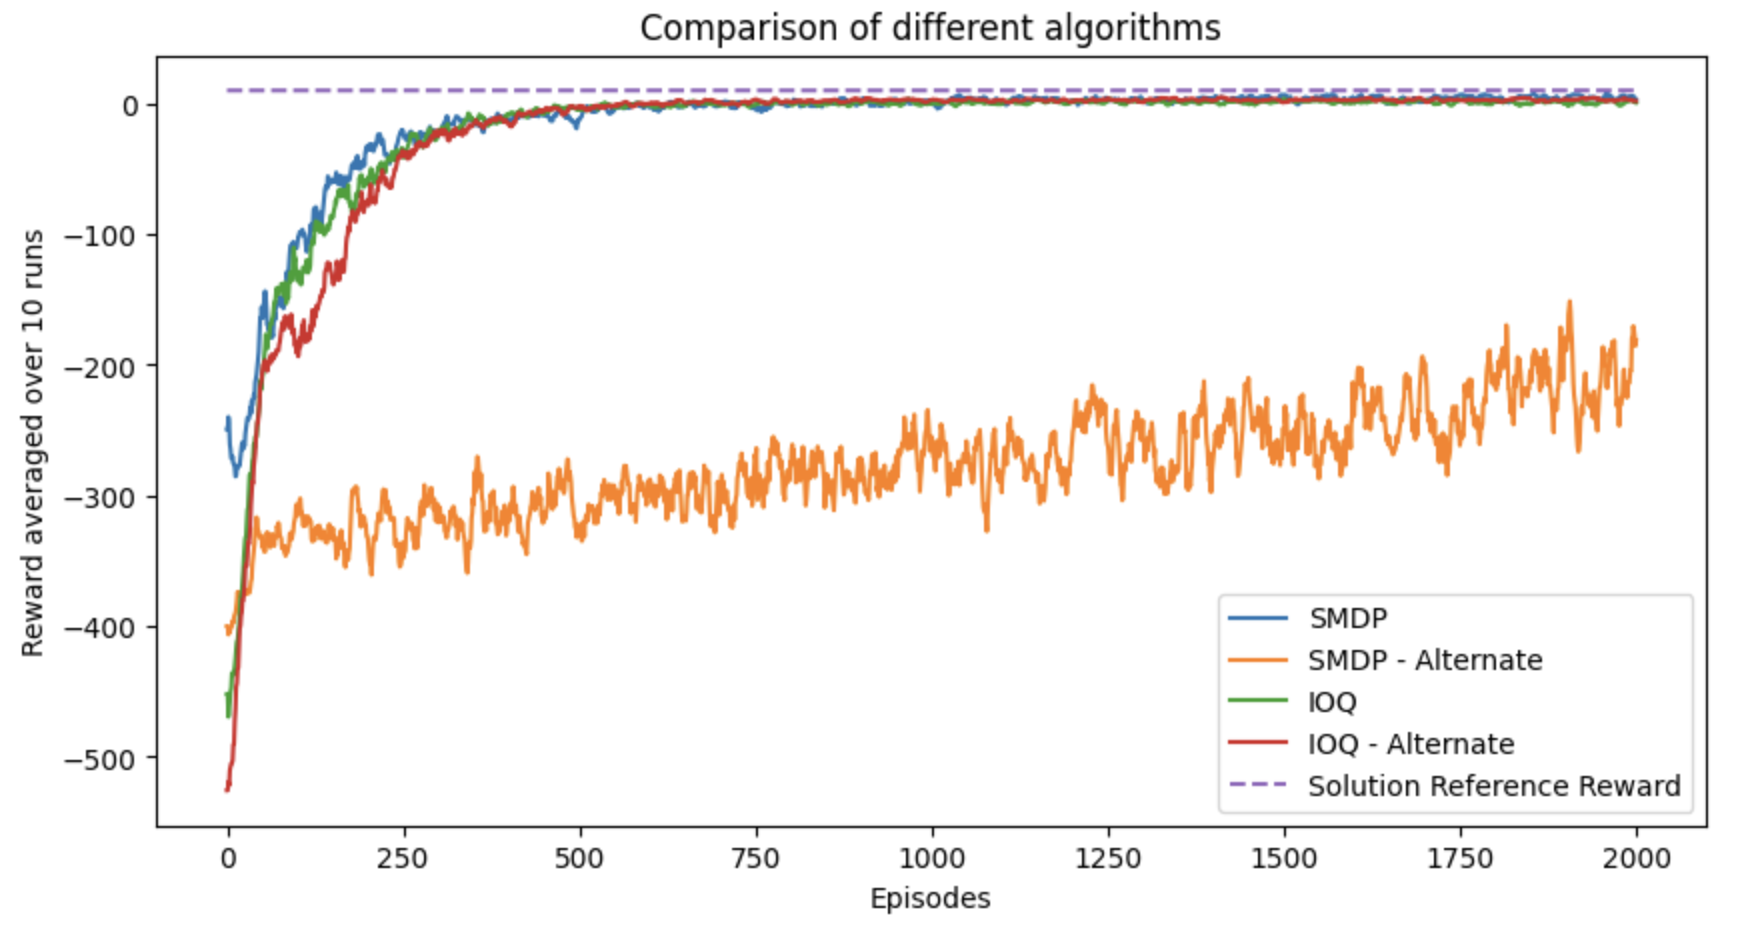 Comparison of different algorithms
Reward averaged over 10 runs
0
−100
−200
−300
−400
−500
SMDP
SMDP - Alternate
IOQ
IOQ - Alternate
Solution Reference Reward
0 250 500 750 1000 1250 1500 1750 2000
Episodes